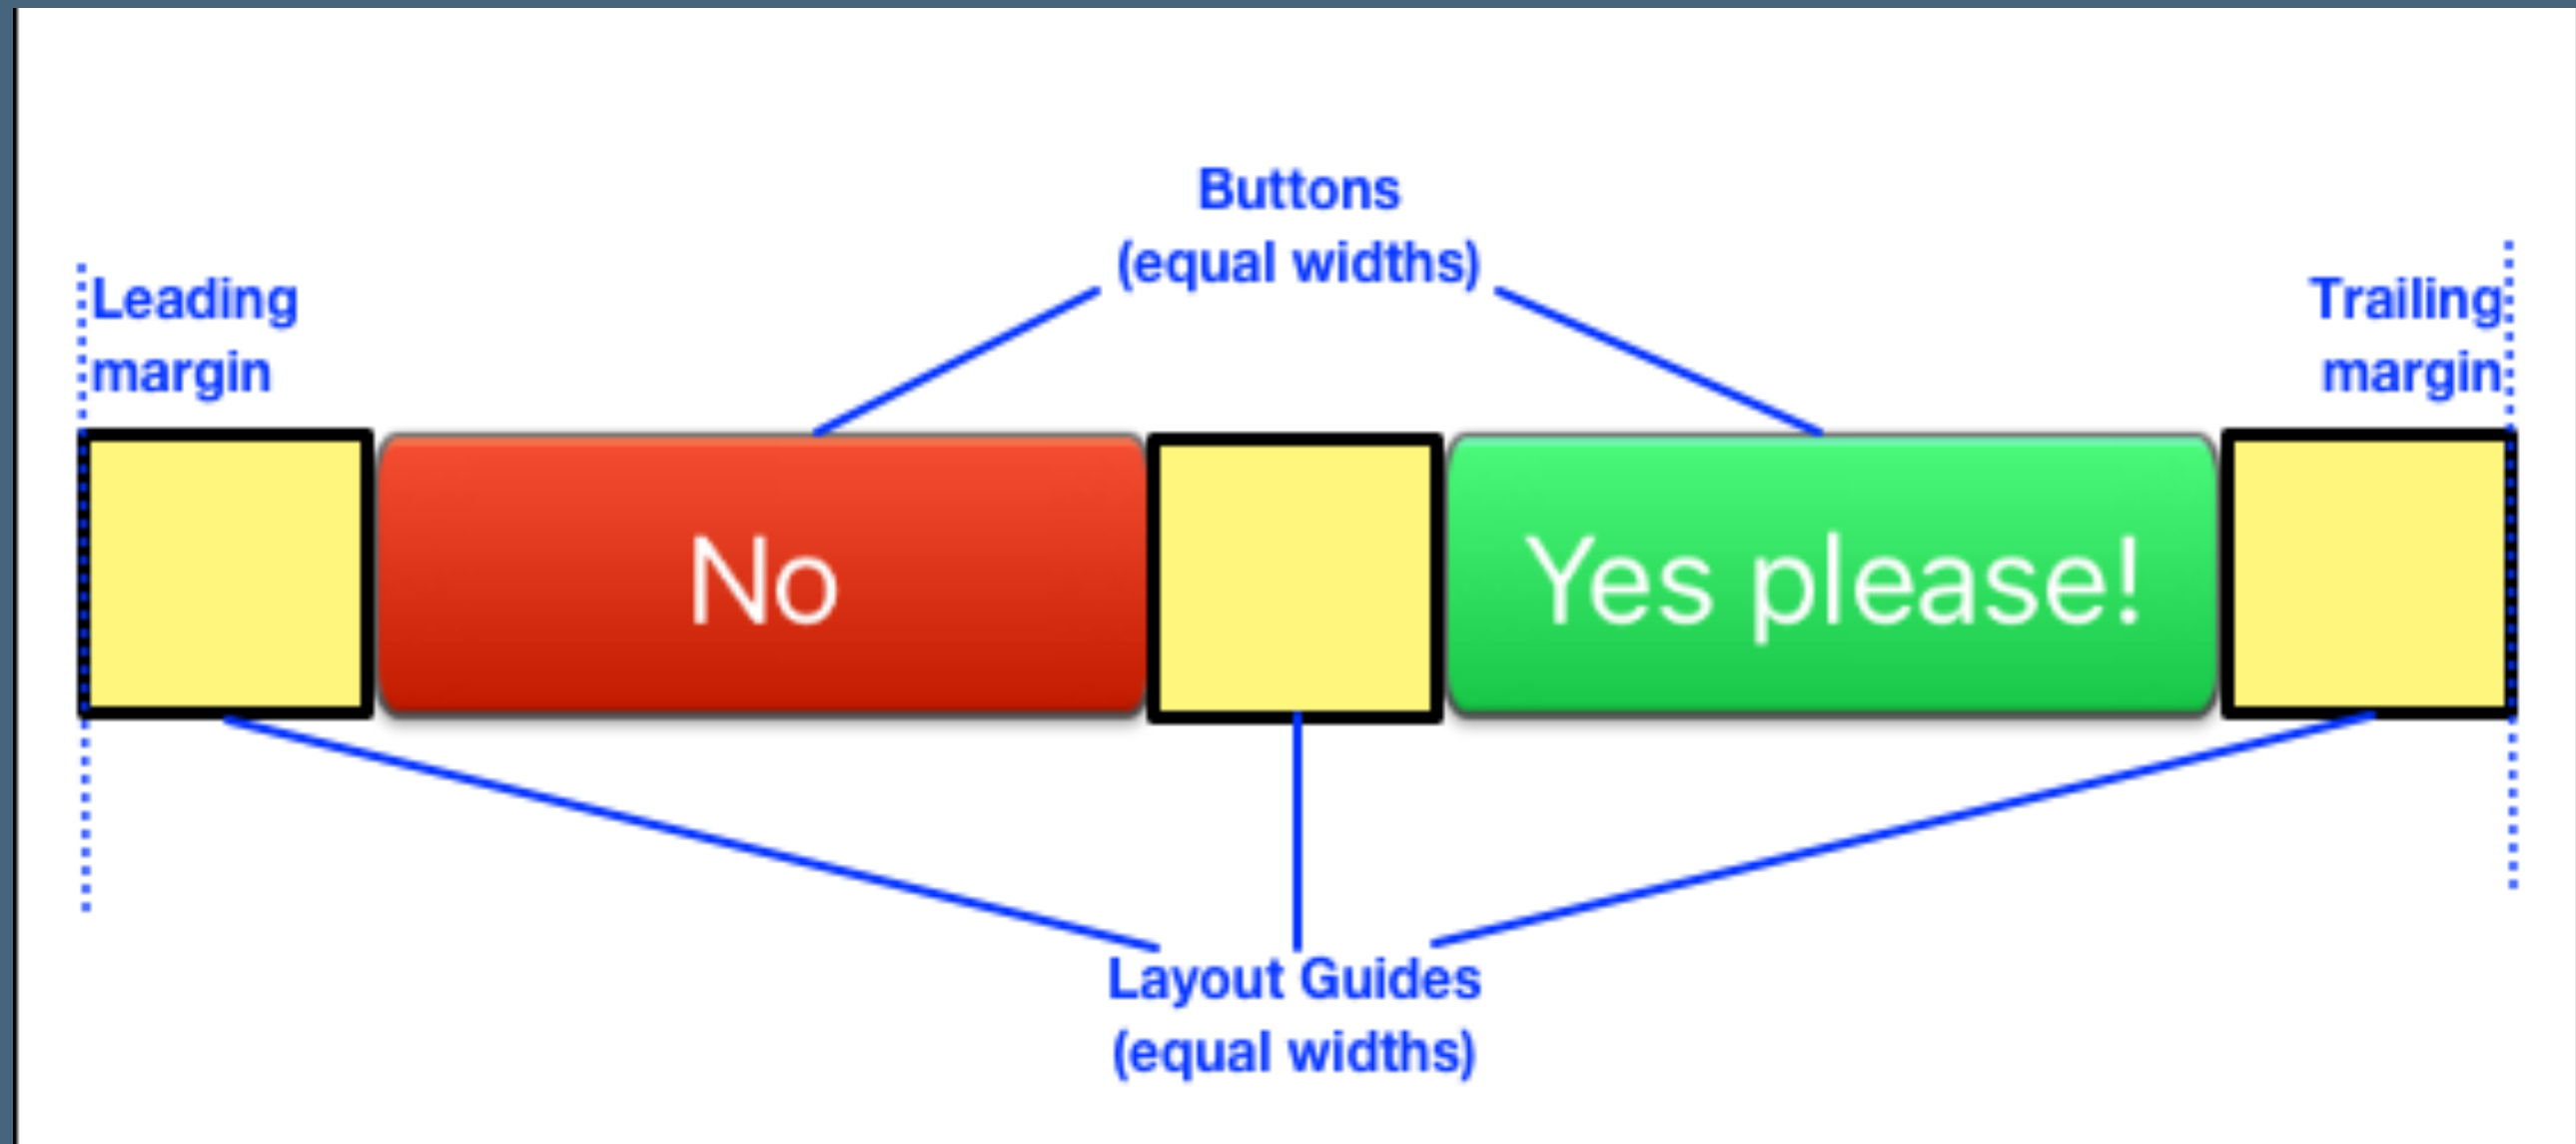 Buttons
(equal widths)
Leading
margin
Trailing
margin
No
Yes please!
Layout Guides
(equal widths)